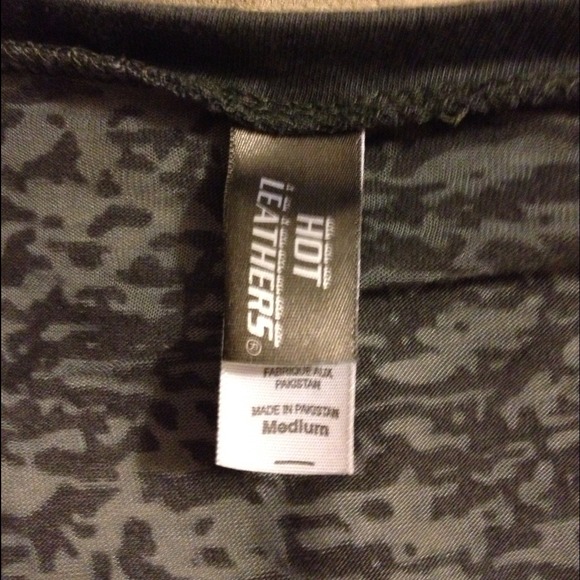 HOT
LEATHERS®
FABRIQUE AUX
PAKISTAN
MADE IN PAKISTAN
Medium